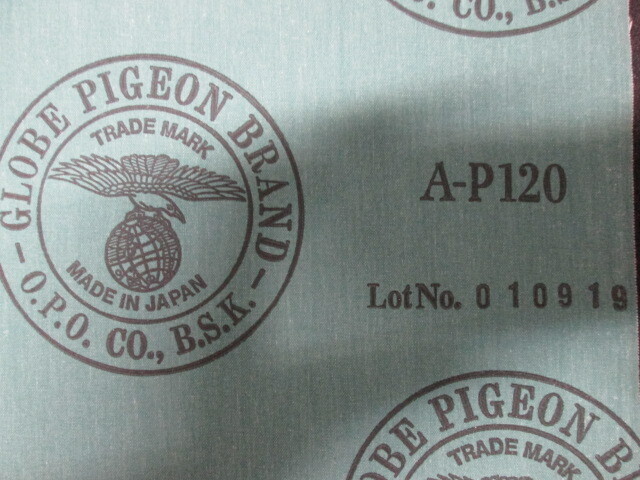 CO., B.S.
GLOBE PIGEON BRAND
TRADE MARK
MADE IN JAPAN
O.P.O. CO., B.S.K.
A-P120
Lot No. 010919
GLOBE PIGEON B
TRADE MARK